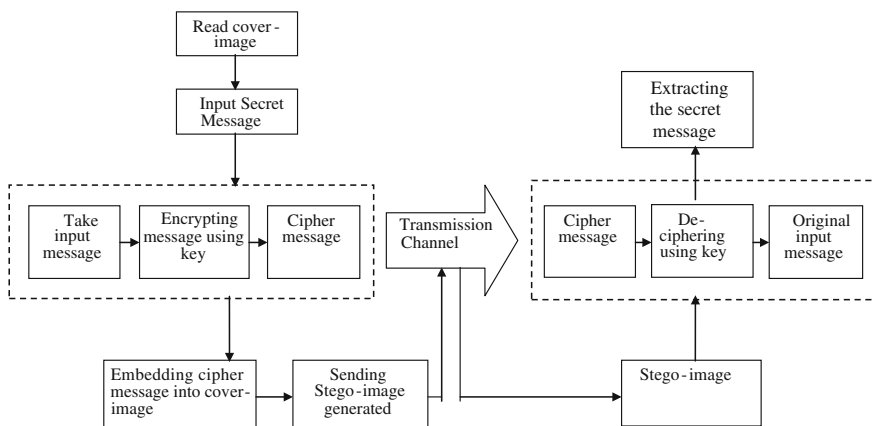 Read cover-
image
Input Secret
Message
Take
input
message
Encrypting
message using
key
Cipher
message
Embedding cipher
message into cover-
image
Sending
Stego-image
generated
Transmission
Channel
Stego-image
Cipher
message
De-
ciphering
using key
Original
input
message
Extracting
the secret
message